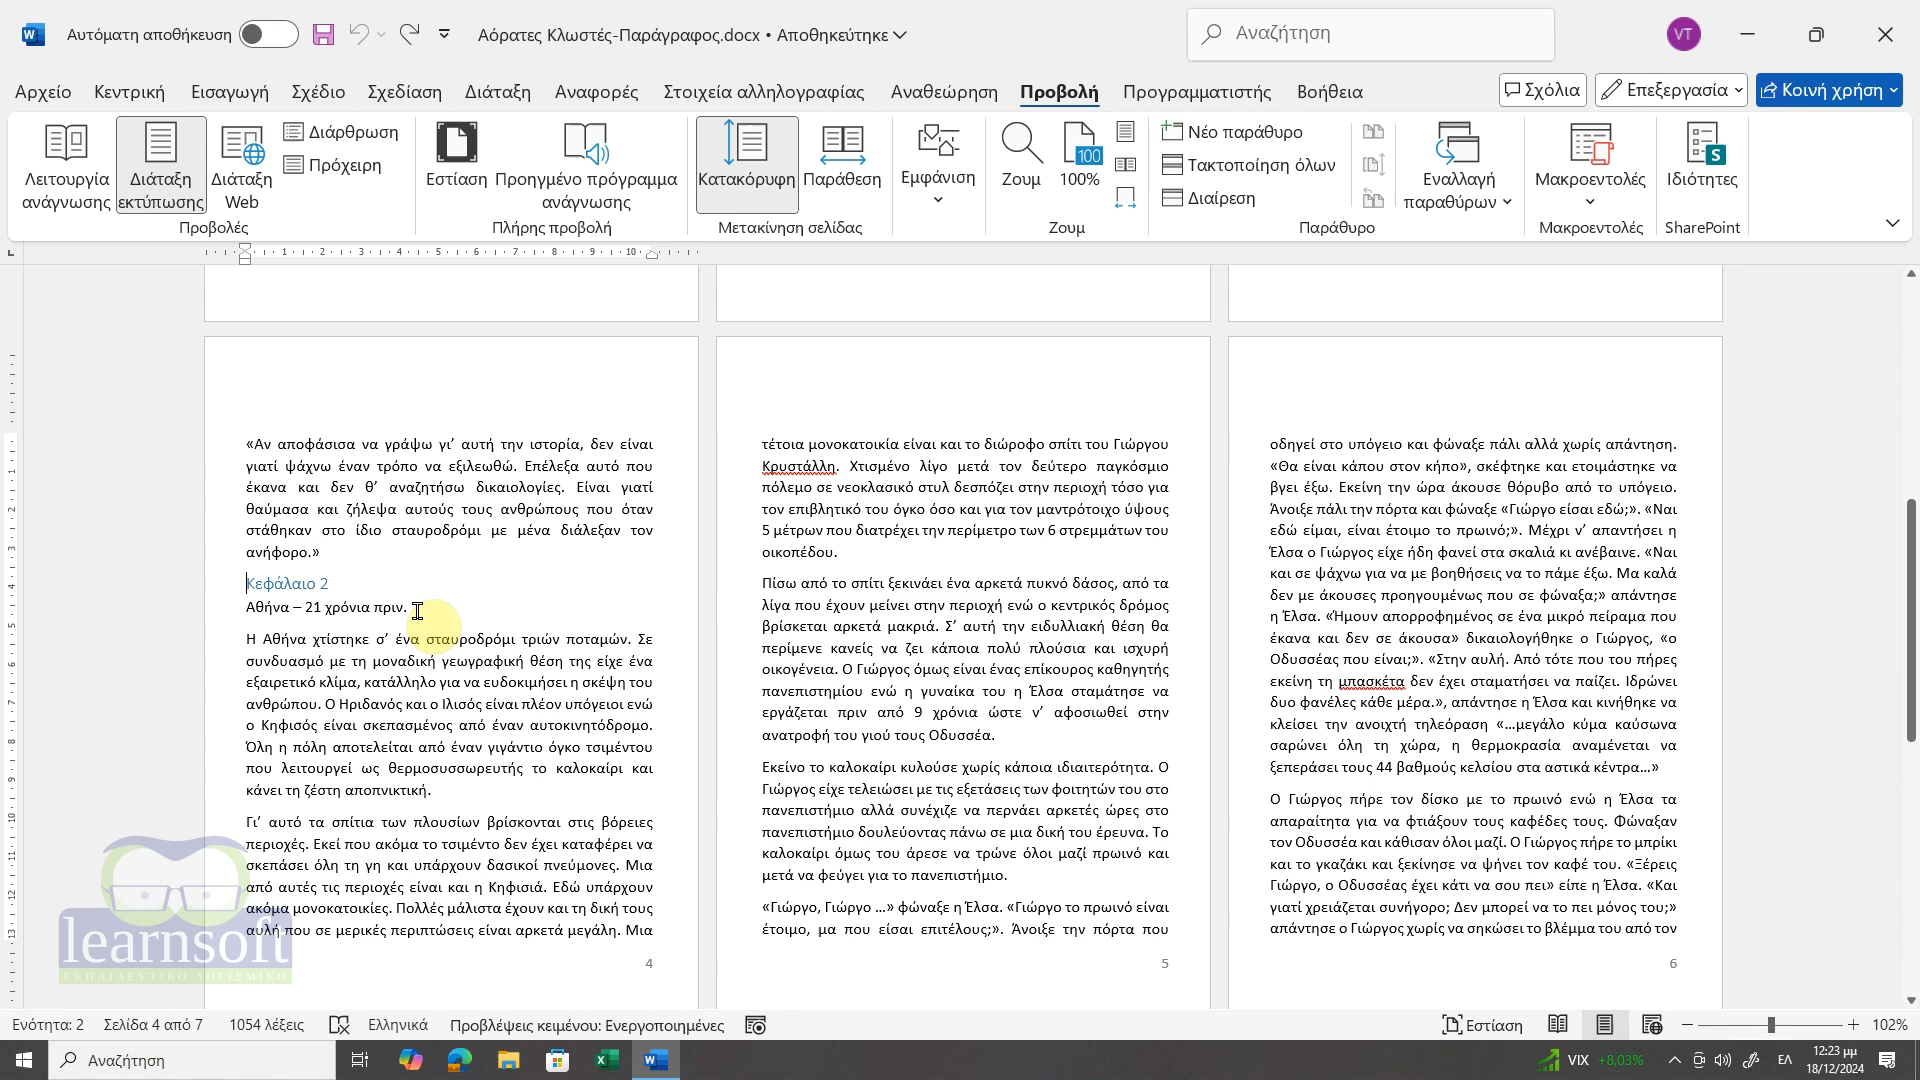 Αυτόματη αποθήκευση
Αόρατες Κλωστές-Παράγραφος.docx • Αποθηκεύτηκε
Αναζήτηση
VT
Αρχείο Κεντρική Εισαγωγή Σχέδιο Σχεδίαση Διάταξη Αναφορές Στοιχεία αλληλογραφίας Αναθεώρηση Προβολή Προγραμματιστής Βοήθεια
Σχόλια Επεξεργασία Κοινή χρήση
Λειτουργία ανάγνωσης
Διάταξη εκτύπωσης
Διάταξη Web
Διάρθρωση
Πρόχειρη
Προβολές
Εστίαση
Προηγμένο πρόγραμμα ανάγνωσης
Πλήρης προβολή
Κατακόρυφη
Παράθεση
Μετακίνηση σελίδας
Εμφάνιση
Ζουμ
100
100%
Ζουμ
Νέο παράθυρο
Τακτοποίηση όλων
Διαίρεση
Εναλλαγή παραθύρων
Παράθυρο
Μακροεντολές
Μακροεντολές
Ιδιότητες
SharePoint
«Αν αποφάσισα να γράψω γι’ αυτή την ιστορία, δεν είναι
γιατί ψάχνω έναν τρόπο να εξιλεωθώ. Επέλεξα αυτό που
έκανα και δεν θ’ αναζητήσω δικαιολογίες. Είναι γιατί
θαύμασα και ζήλεψα αυτούς τους ανθρώπους που όταν
στάθηκαν στο ίδιο σταυροδρόμι με μένα διάλεξαν τον
ανήφορο.»
Κεφάλαιο 2
Αθήνα – 21 χρόνια πριν.
Η Αθήνα χτίστηκε σ’ ένα σταυροδρόμι τριών ποταμών. Σε
συνδυασμό με τη μοναδική γεωγραφική θέση της είχε ένα
εξαιρετικό κλίμα, κατάλληλο για να ευδοκιμήσει η σκέψη του
ανθρώπου. Ο Ηριδανός και ο Ιλισός είναι πλέον υπόγειοι ενώ
ο Κηφισός είναι σκεπασμένος από έναν αυτοκινητόδρομο.
Όλη η πόλη αποτελείται από έναν γιγάντιο όγκο τσιμέντου
που λειτουργεί ως θερμοσυσσωρευτής το καλοκαίρι και
κάνει τη ζέστη αποπνικτική.
Γι’ αυτό τα σπίτια των πλουσίων βρίσκονται στις βόρειες
περιοχές. Εκεί που ακόμα το τσιμέντο δεν έχει καταφέρει να
σκεπάσει όλη τη γη και υπάρχουν δασικοί πνεύμονες. Μια
από αυτές τις περιοχές είναι και η Κηφισιά. Εδώ υπάρχουν
ακόμα μονοκατοικίες. Πολλές μάλιστα έχουν και τη δική τους
αυλή που σε μερικές περιπτώσεις είναι αρκετά μεγάλη. Μια
4
τέτοια μονοκατοικία είναι και το διώροφο σπίτι του Γιώργου
Κρυστάλλη. Χτισμένο λίγο μετά τον δεύτερο παγκόσμιο
πόλεμο σε νεοκλασικό στυλ δεσπόζει στην περιοχή τόσο για
τον επιβλητικό του όγκο όσο και για τον μαντρότοιχο ύψους
5 μέτρων που διατρέχει την περίμετρο των 6 στρεμμάτων του
οικοπέδου.
Πίσω από το σπίτι ξεκινάει ένα αρκετά πυκνό δάσος, από τα
λίγα που έχουν μείνει στην περιοχή ενώ ο κεντρικός δρόμος
βρίσκεται αρκετά μακριά. Σ’ αυτή την ειδυλλιακή θέση θα
περίμενε κανείς να ζει κάποια πολύ πλούσια και ισχυρή
οικογένεια. Ο Γιώργος όμως είναι ένας επίκουρος καθηγητής
πανεπιστημίου ενώ η γυναίκα του η Έλσα σταμάτησε να
εργάζεται πριν από 9 χρόνια ώστε ν’ αφοσιωθεί στην
ανατροφή του γιού τους Οδυσσέα.
Εκείνο το καλοκαίρι κυλούσε χωρίς κάποια ιδιαιτερότητα. Ο
Γιώργος είχε τελειώσει με τις εξετάσεις των φοιτητών του στο
πανεπιστήμιο αλλά συνέχιζε να περνάει αρκετές ώρες στο
πανεπιστήμιο δουλεύοντας πάνω σε μια δική του έρευνα. Το
καλοκαίρι όμως του άρεσε να τρώνε όλοι μαζί πρωινό και
μετά να φεύγει για το πανεπιστήμιο.
«Γιώργο, Γιώργο …» φώναξε η Έλσα. «Γιώργο το πρωινό είναι
έτοιμο, μα που είσαι επιτέλους;». Άνοιξε την πόρτα που
5
οδηγεί στο υπόγειο και φώναξε πάλι αλλά χωρίς απάντηση.
«Θα είναι κάπου στον κήπο», σκέφτηκε και ετοιμάστηκε να
βγει έξω. Εκείνη την ώρα άκουσε θόρυβο από το υπόγειο.
Άνοιξε πάλι την πόρτα και φώναξε «Γιώργο είσαι εδώ;». «Ναι
εδώ είμαι, είναι έτοιμο το πρωινό;». Μέχρι ν’ απαντήσει η
Έλσα ο Γιώργος είχε ήδη φανεί στα σκαλιά κι ανέβαινε. «Ναι
και σε ψάχνω για να με βοηθήσεις να το πάμε έξω. Μα καλά
δεν με άκουσες προηγουμένως που σε φώναξα;» απάντησε
η Έλσα. «Ήμουν απορροφημένος σε ένα μικρό πείραμα που
έκανα και δεν σε άκουσα» δικαιολογήθηκε ο Γιώργος, «ο
Οδυσσέας που είναι;». «Στην αυλή. Από τότε που του πήρες
εκείνη τη μπασκέτα δεν έχει σταματήσει να παίζει. Ιδρώνει
δυο φανέλες κάθε μέρα.», απάντησε η Έλσα και κινήθηκε να
κλείσει την ανοιχτή τηλεόραση «…μεγάλο κύμα καύσωνα
σαρώνει όλη τη χώρα, η θερμοκρασία αναμένεται να
ξεπεράσει τους 44 βαθμούς κελσίου στα αστικά κέντρα…»
Ο Γιώργος πήρε τον δίσκο με το πρωινό ενώ η Έλσα τα
απαραίτητα για να φτιάξουν τους καφέδες τους. Φώναξαν
τον Οδυσσέα και κάθισαν όλοι μαζί. Ο Γιώργος πήρε το μπρίκι
και το γκαζάκι και ξεκίνησε να ψήνει τον καφέ του. «Ξέρεις
Γιώργο, ο Οδυσσέας έχει κάτι να σου πει» είπε η Έλσα. «Και
γιατί χρειάζεται συνήγορο; Δεν μπορεί να το πει μόνος του;»
απάντησε ο Γιώργος χωρίς να σηκώσει το βλέμμα του από τον
6
learnsoft
ΕΚΠΑΙΔΕΥΤΙΚΟ ΛΟΓΙΣΜΙΚΟ
Ενότητα: 2 Σελίδα 4 από 7 1054 λέξεις Ελληνικά Προβλέψεις κειμένου: Ενεργοποιημένες
Εστίαση 102%
Αναζήτηση
VIX +8,03%
ΕΛ
12:23 μμ
18/12/2024